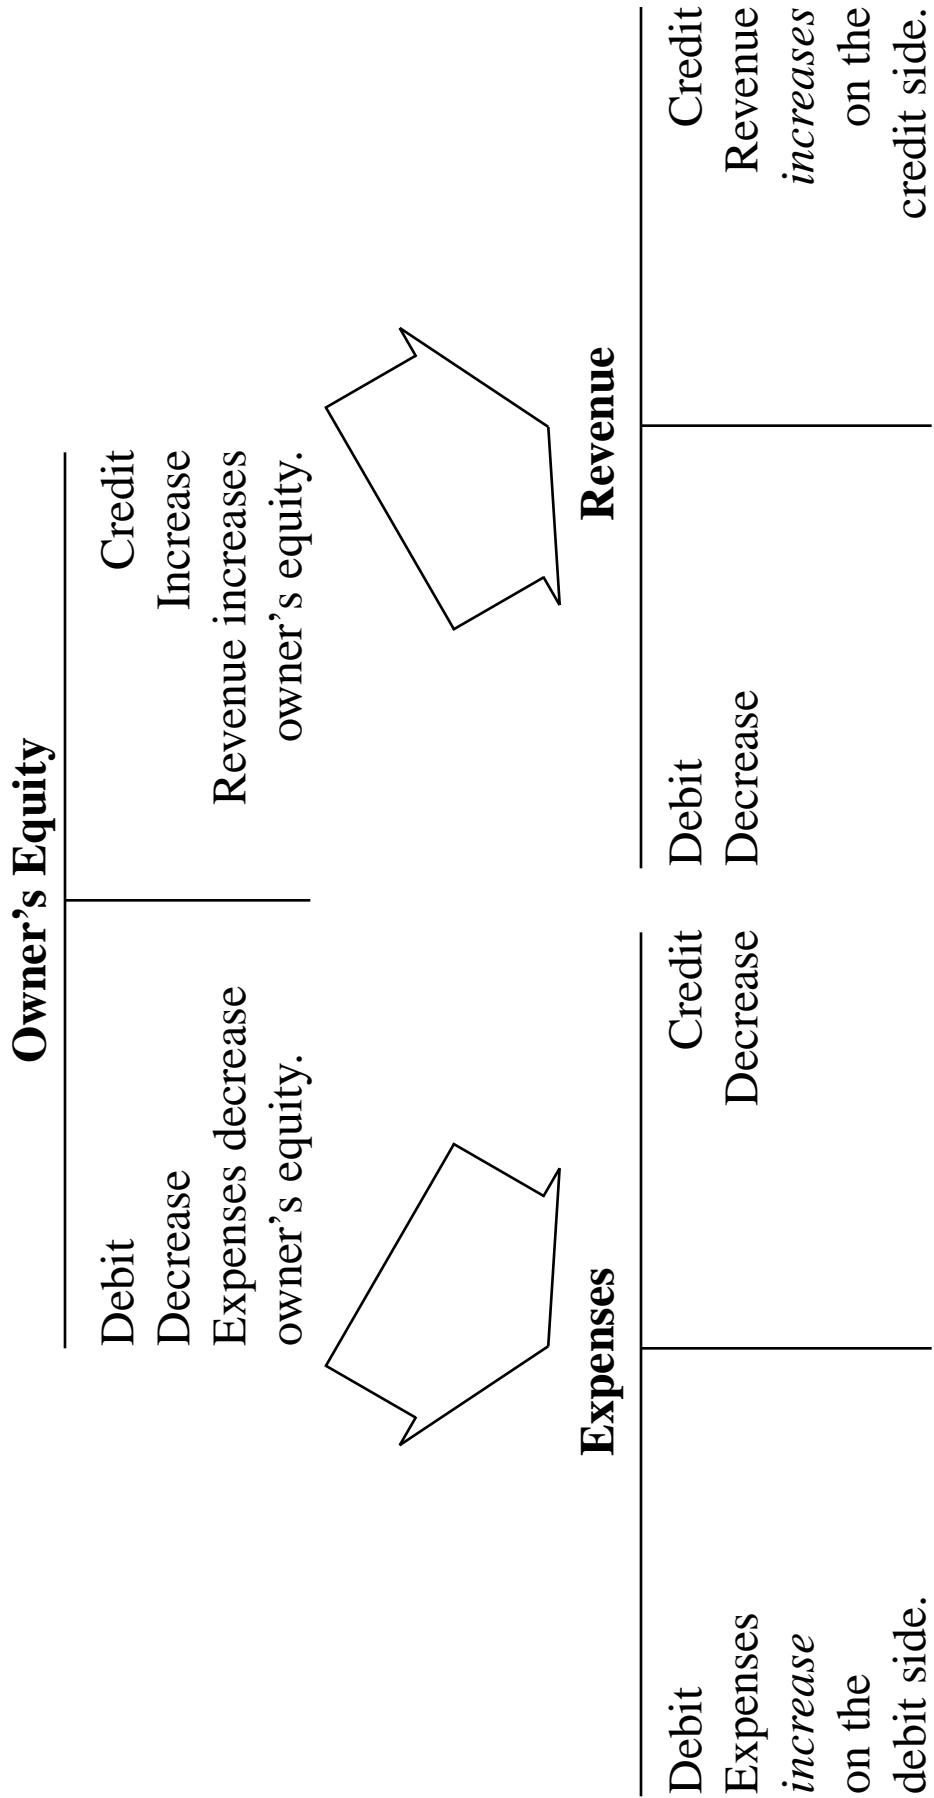 Owner’s Equity
Debit
Decrease
Expenses decrease
owner’s equity.
Credit
Increase
Revenue increases
owner’s equity.
Expenses
Debit
Expenses
increase
on the
debit side.
Credit
Decrease
Revenue
Debit
Decrease
Credit
Revenue
increases
on the
credit side.